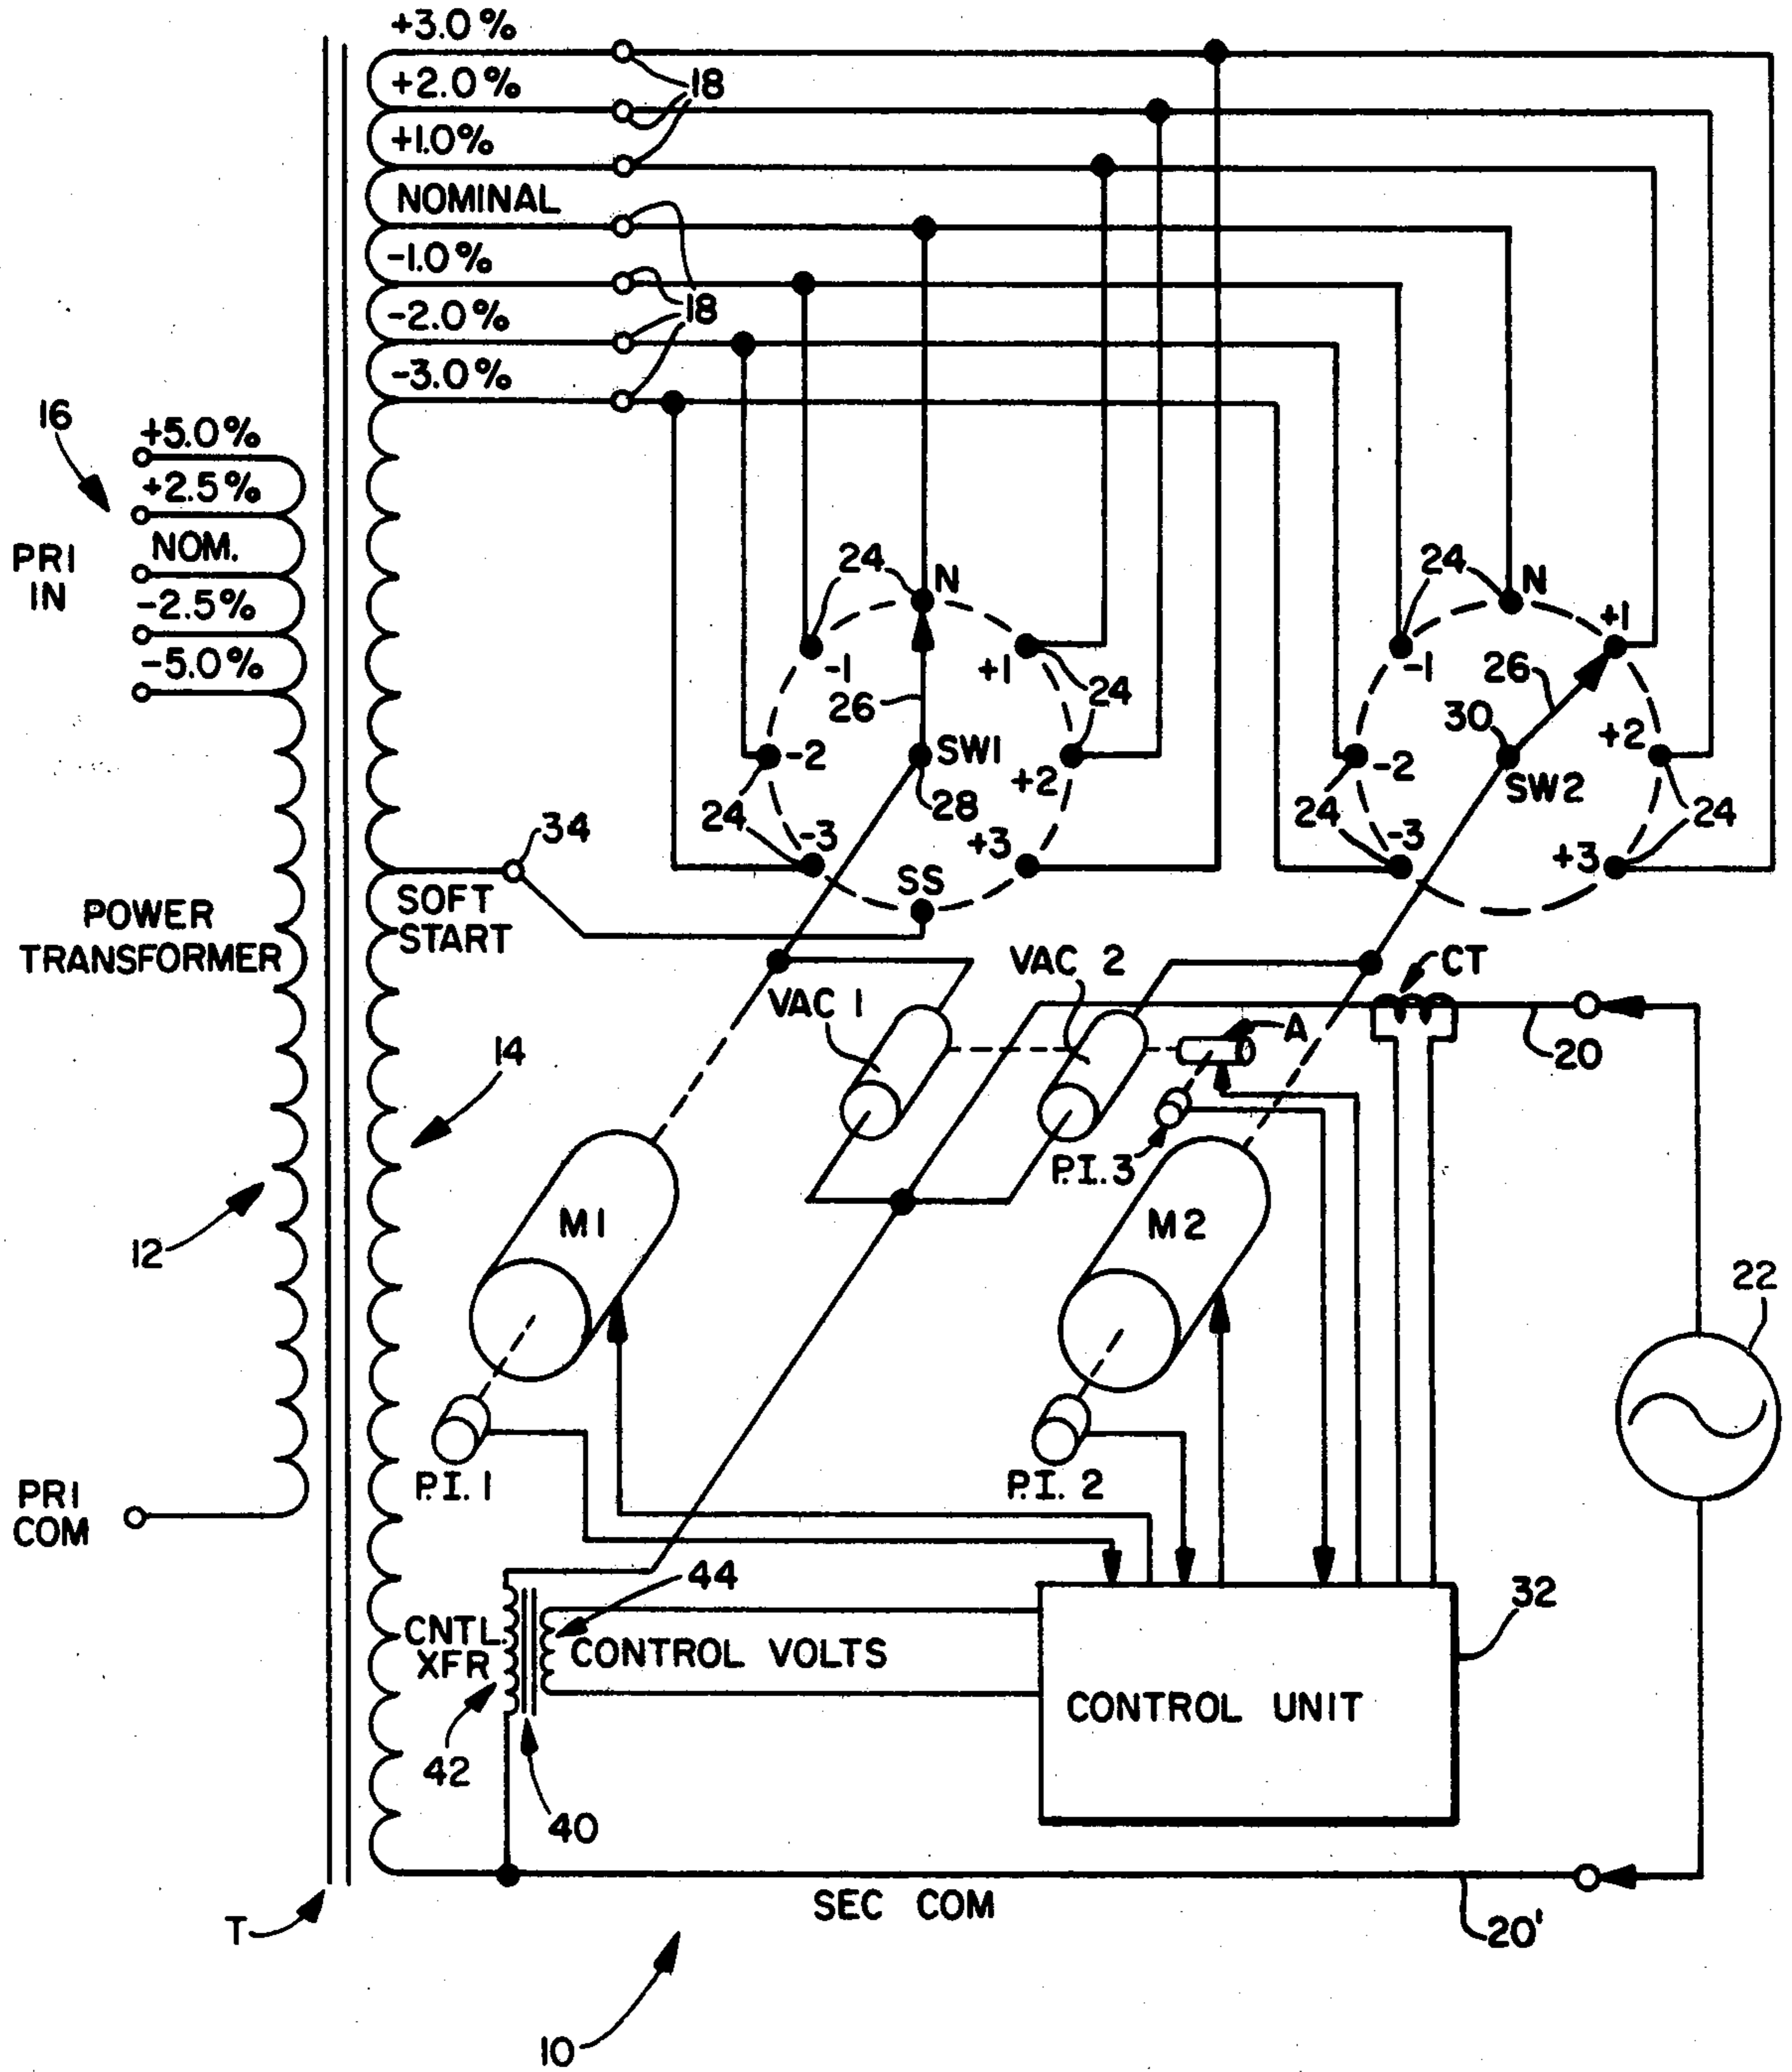 +3.0%
+2.0%
18
+1.0%
NOMINAL
-1.0%
-2.0%
18
-3.0%
16
+5.0%
+2.5%
PRI
IN
NOM.
-2.5%
-5.0%
24
N
-1
+1
24
26
SW1
28
-2
+2
24
-3
+3
SS
24
N
-1
+1
26
30
SW2
-2
+2
24
-3
+3
24
34
SOFT
START
POWER
TRANSFORMER
VAC 1
VAC 2
CT
A
20
14
P.I.3
M1
M2
12
22
P.I. 1
P.I. 2
PRI
COM
44
CNTL
XFR
CONTROL VOLTS
CONTROL UNIT
32
42
40
SEC COM
T
20'
10